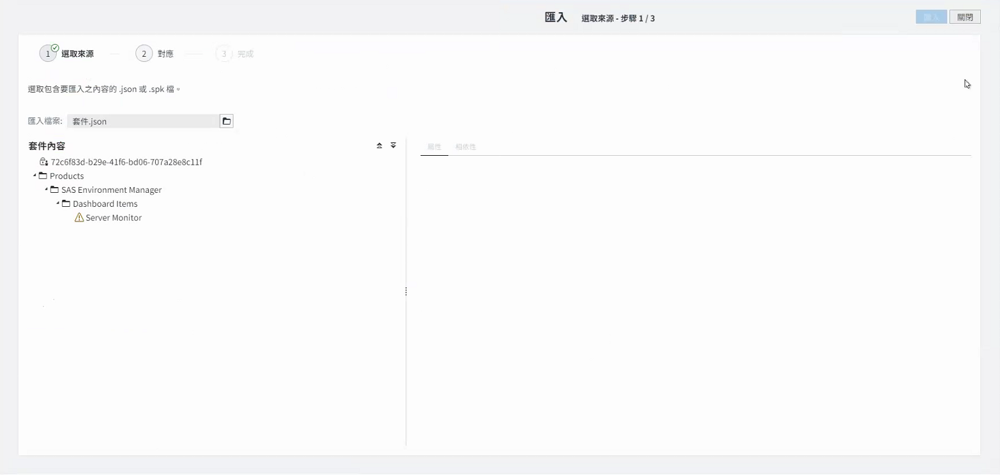 匯入 選取來源 - 步驟 1 / 3
匯入 關閉
1 選取來源 2 對應 3 完成
選取包含要匯入之內容的 .json 或 .spk 檔。
匯入檔案: 套件.json
套件內容
72c6f83d-b29e-41f6-bd06-707a28e8c11f
Products
SAS Environment Manager
Dashboard Items
Server Monitor
屬性 相依性